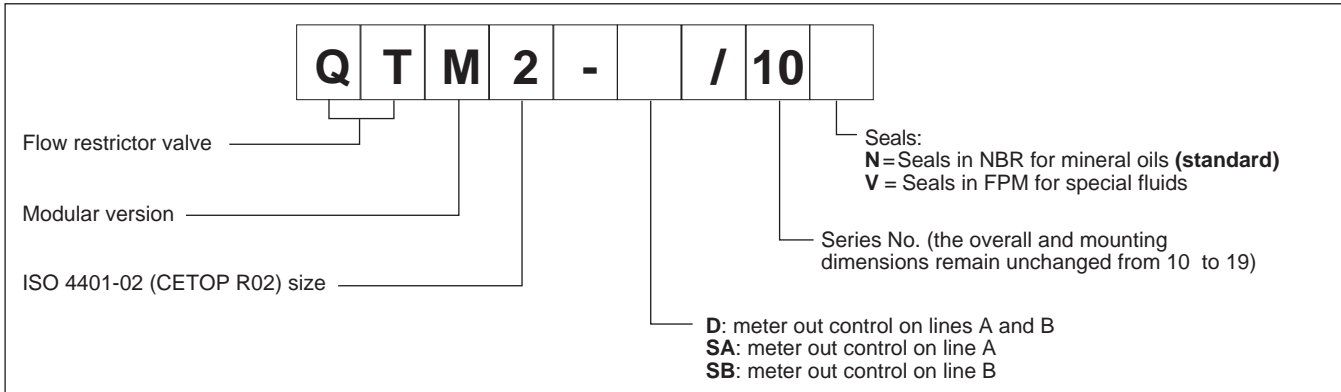 Q T M 2 - / 10
Flow restrictor valve
Modular version
ISO 4401-02 (CETOP R02) size
Seals:
N=Seals in NBR for mineral oils (standard)
V = Seals in FPM for special fluids
Series No. (the overall and mounting
dimensions remain unchanged from 10 to 19)
D: meter out control on lines A and B
SA: meter out control on line A
SB: meter out control on line B